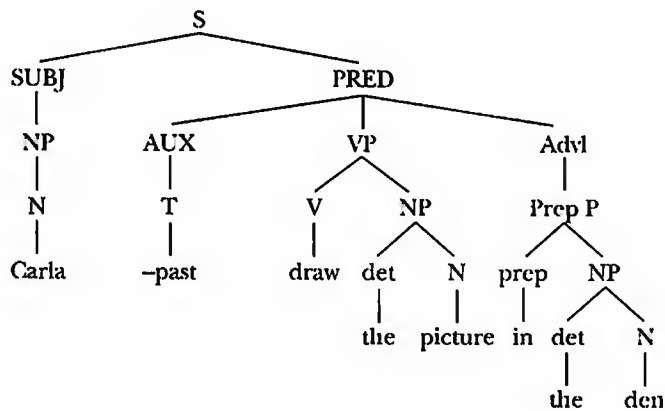 S
SUBJ PRED
NP AUX VP Advl
N T V NP Prep P
Carla –past draw det N prep NP
the picture in det N
the den